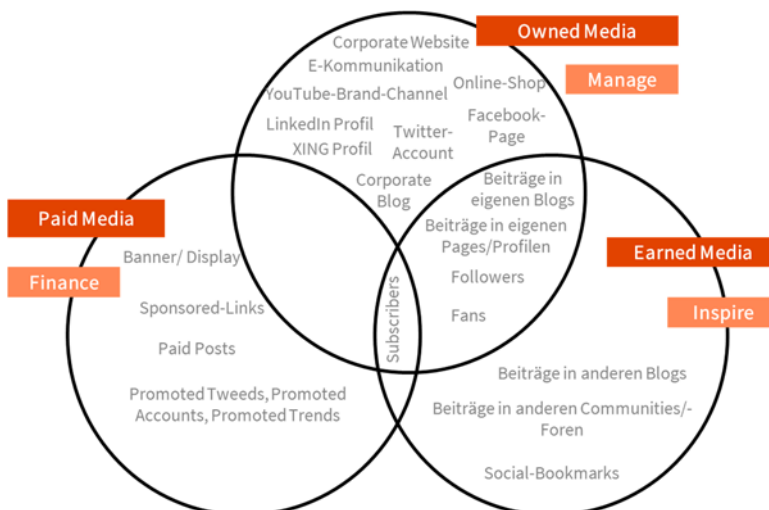 Owned Media
Corporate Website
E-Kommunikation
Manage
Online-Shop
YouTube-Brand-Channel
Facebook-
Page
LinkedIn Profil
Twitter-
Account
XING Profil
Corporate
Blog
Beiträge in
eigenen Blogs
Paid Media
Beiträge in eigenen
Pages/Profilen
Earned Media
Banner/ Display
Finance
Followers
Subscribers
Inspire
Sponsored-Links
Fans
Paid Posts
Beiträge in anderen Blogs
Promoted Tweeds, Promoted
Accounts, Promoted Trends
Beiträge in anderen Communities/-
Foren
Social-Bookmarks